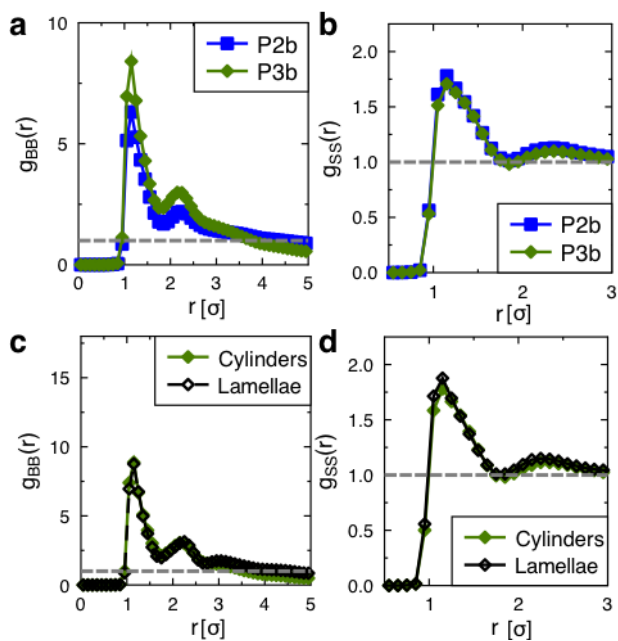 a
10
5
0
g_BB(r)
P2b
P3b
0 1 2 3 4 5
r [σ]
b
2.0
1.5
1.0
0.5
0.0
g_SS(r)
P2b
P3b
1 2 3
r [σ]
c
15
10
5
0
g_BB(r)
Cylinders
Lamellae
0 1 2 3 4 5
r [σ]
d
2.0
1.5
1.0
0.5
0.0
g_SS(r)
Cylinders
Lamellae
1 2 3
r [σ]